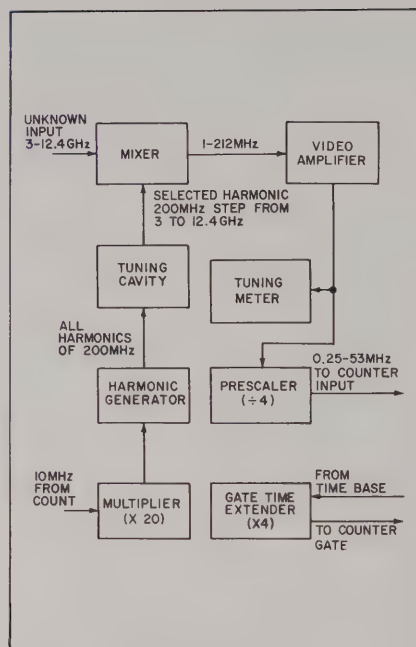 UNKNOWN
INPUT
3-12.4GHz
MIXER
1-212MHz
VIDEO
AMPLIFIER
SELECTED HARMONIC
200MHz STEP FROM
3 TO 12.4GHz
TUNING
CAVITY
TUNING
METER
ALL
HARMONICS
OF 200MHz
HARMONIC
GENERATOR
PRESCALER
(÷4)
0.25-53MHz
TO COUNTER
INPUT
10MHz
FROM
COUNT
MULTIPLIER
(X 20)
GATE TIME
EXTENDER
(X4)
FROM
TIME BASE
TO COUNTER
GATE